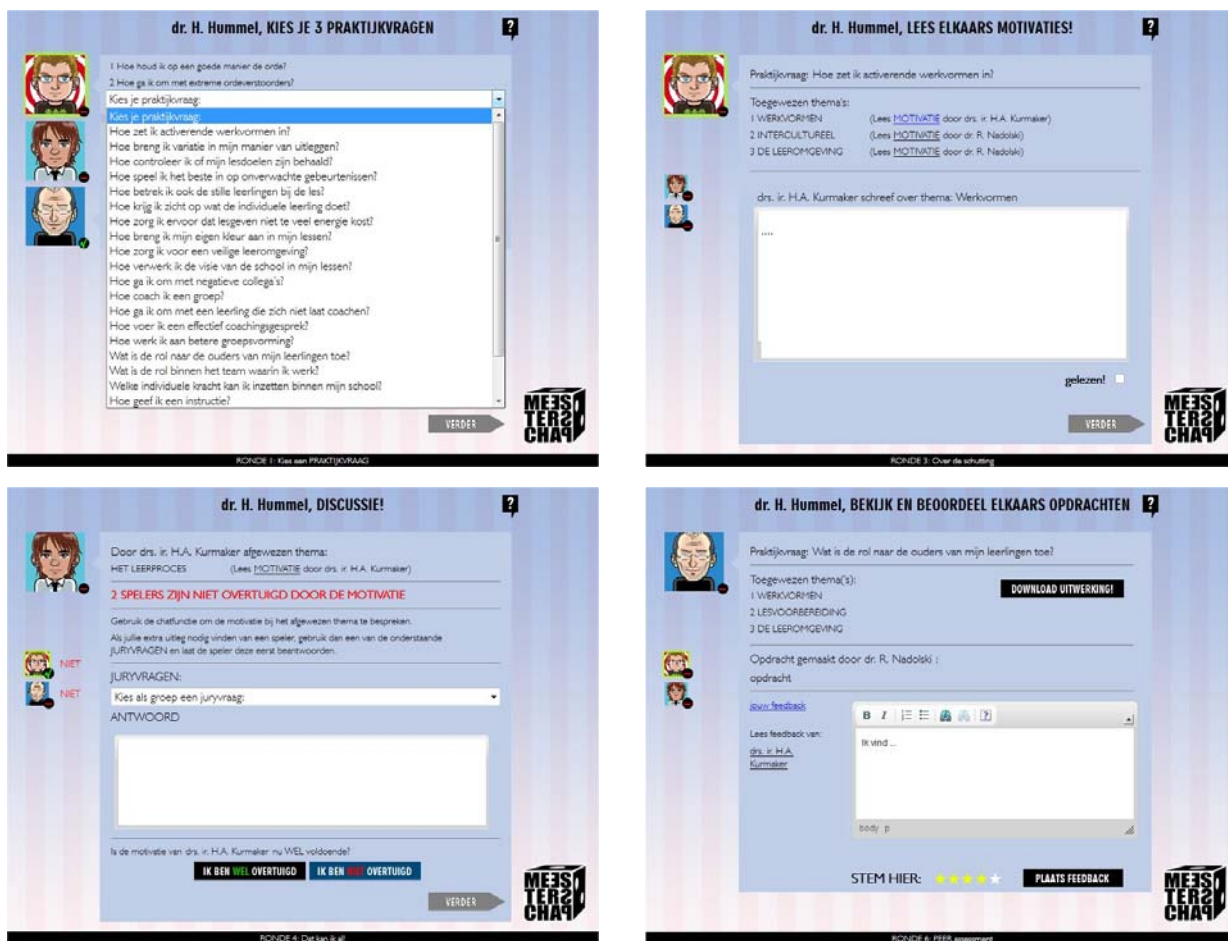 dr. H. Hummel, KIES JE 3 PRAKTIJKVRAGEN
?
1 Hoe houd ik op een goede manier de orde?
2 Hoe ga ik om met extreme ordeverstoorders?
Kies je praktijkvraag:
Kies je praktijkvraag:
Hoe zet ik activerende werkvormen in?
Hoe breng ik variatie in mijn manier van uitleggen?
Hoe controleer ik of mijn lesdoelen zijn behaald?
Hoe speel ik het beste in op onverwachte gebeurtenissen?
Hoe betrek ik ook de stille leerlingen bij de les?
Hoe krijg ik zicht op wat de individuele leerling doet?
Hoe zorg ik ervoor dat lesgeven niet te veel energie kost?
Hoe breng ik mijn eigen kleur aan in mijn lessen?
Hoe zorg ik voor een veilige leeromgeving?
Hoe verwerk ik de visie van de school in mijn lessen?
Hoe ga ik om met negatieve collega's?
Hoe coach ik een groep?
Hoe ga ik om met een leerling die zich niet laat coachen?
Hoe voer ik een effectief coachingsgesprek?
Hoe werk ik aan betere groepsvorming?
Wat is de rol naar de ouders van mijn leerlingen toe?
Wat is de rol binnen het team waarin ik werk?
Welke individuele kracht kan ik inzetten binnen mijn school?
Hoe geef ik een instructie?
VERDER
MEES
TERS
CHAP
RONDE 1: Kies een PRAKTIJKVRAAG
dr. H. Hummel, LEES ELKAARS MOTIVATIES!
?
Praktijkvraag: Hoe zet ik activerende werkvormen in?
Toegewezen thema's:
1 WERKVORMEN (Lees MOTIVATIE door drs. ir. H.A. Kurmaker)
2 INTERCULTUREEL (Lees MOTIVATIE door dr. R. Nadolski)
3 DE LEEROMGEVING (Lees MOTIVATIE door dr. R. Nadolski)
drs. ir. H.A. Kurmaker schreef over thema: Werkvormen
....
gelezen!
VERDER
MEES
TERS
CHAP
RONDE 3: Over de schutting
dr. H. Hummel, DISCUSSIE!
?
Door drs. ir. H.A. Kurmaker afgewezen thema:
HET LEERPROCES (Lees MOTIVATIE door drs. ir. H.A. Kurmaker)
2 SPELERS ZIJN NIET OVERTUIGD DOOR DE MOTIVATIE
Gebruik de chatfunctie om de motivatie bij het afgewezen thema te bespreken.
Als jullie extra uitleg nodig vinden van een speler, gebruik dan een van de onderstaande
JURYVRAGEN en laat de speler deze eerst beantwoorden.
NIET
NIET
JURYVRAGEN:
Kies als groep een juryvraag:
ANTWOORD
Is de motivatie van drs. ir. H.A. Kurmaker nu WEL voldoende?
IK BEN WEL OVERTUIGD IK BEN NIET OVERTUIGD
VERDER
MEES
TERS
CHAP
RONDE 4: Dat kan ik al!
dr. H. Hummel, BEKIJK EN BEOORDEEL ELKAARS OPDRACHTEN
?
Praktijkvraag: Wat is de rol naar de ouders van mijn leerlingen toe?
Toegewezen thema(s):
1 WERKVORMEN
2 LESVOORBEREIDING
3 DE LEEROMGEVING
DOWNLOAD UITWERKING!
Opdracht gemaakt door dr. R. Nadolski :
opdracht
jouw feedback
Lees feedback van:
drs. ir. H.A.
Kurmaker
B I
Ik vind ...
body p
STEM HIER:
PLAATS FEEDBACK
MEES
TERS
CHAP
RONDE 6: PEER assessment